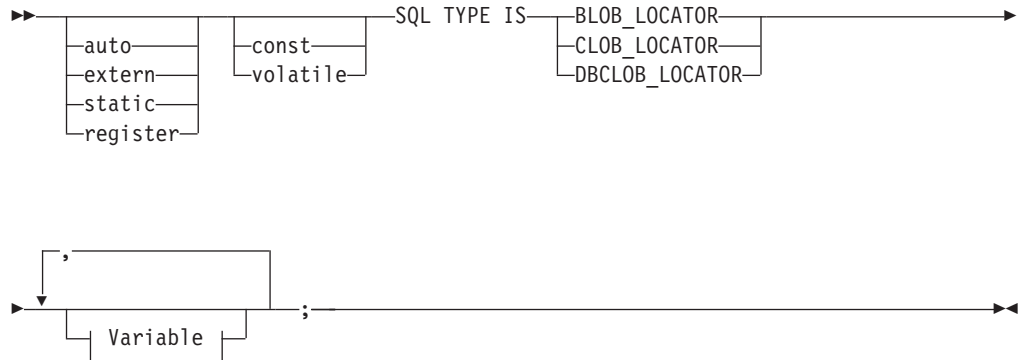 SQL TYPE IS BLOB_LOCATOR
auto const CLOB_LOCATOR
extern volatile DBCLOB_LOCATOR
static
register
,
;
Variable